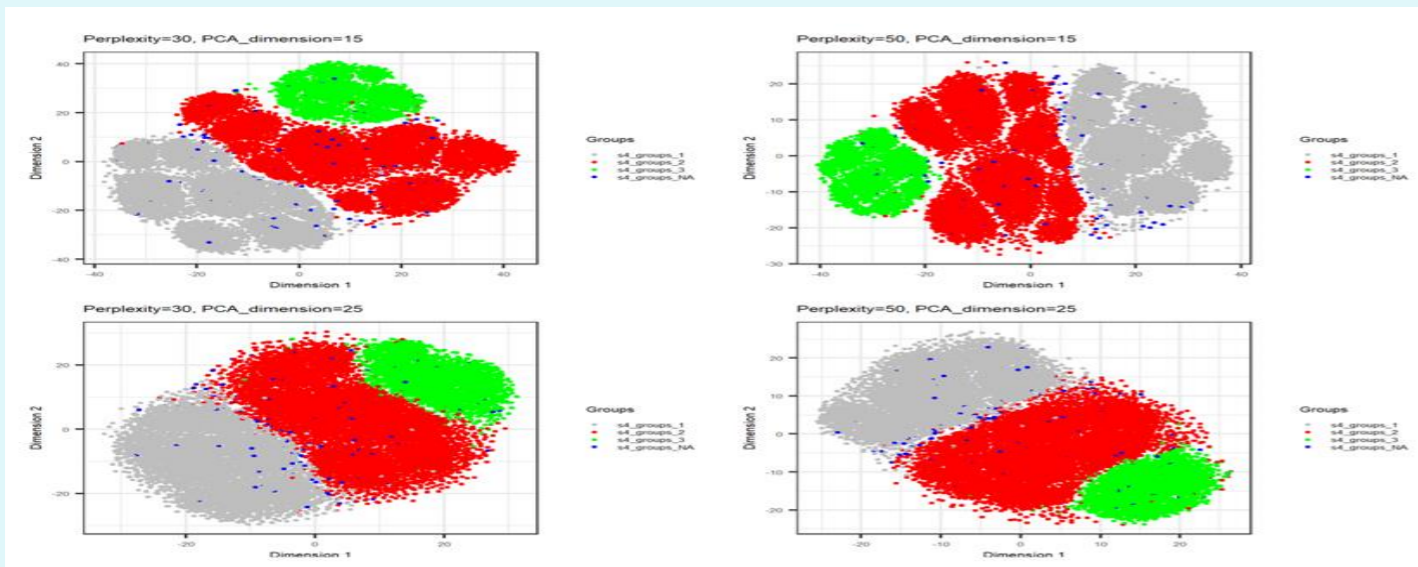 Perplexity=30, PCA_dimension=15
40
20
0
-20
-40
-40
-20
0
20
40
Dimension 2
Dimension 1
Groups
s4_groups_1
s4_groups_2
s4_groups_3
s4_groups_NA
Perplexity=50, PCA_dimension=15
20
10
0
-10
-20
-30
-40
-20
0
20
40
Dimension 2
Dimension 1
Groups
s4_groups_1
s4_groups_2
s4_groups_3
s4_groups_NA
Perplexity=30, PCA_dimension=25
20
0
-20
-20
0
20
Dimension 2
Dimension 1
Groups
s4_groups_1
s4_groups_2
s4_groups_3
s4_groups_NA
Perplexity=50, PCA_dimension=25
20
10
0
-10
-20
-20
-10
0
10
20
Dimension 2
Dimension 1
Groups
s4_groups_1
s4_groups_2
s4_groups_3
s4_groups_NA